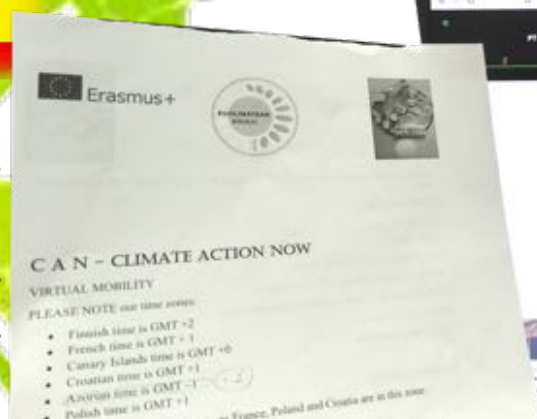 Erasmus+
C A N – CLIMATE ACTION NOW
VIRTUAL MOBILITY
PLEASE NOTE our time zones:
• Finnish time is GMT +2
• French time is GMT + 1
• Canary Islands time is GMT +0
• Croatian time is GMT +1
• Azorian time is GMT –1
• Polish time is GMT +1
France, Poland and Croatia are in this zone